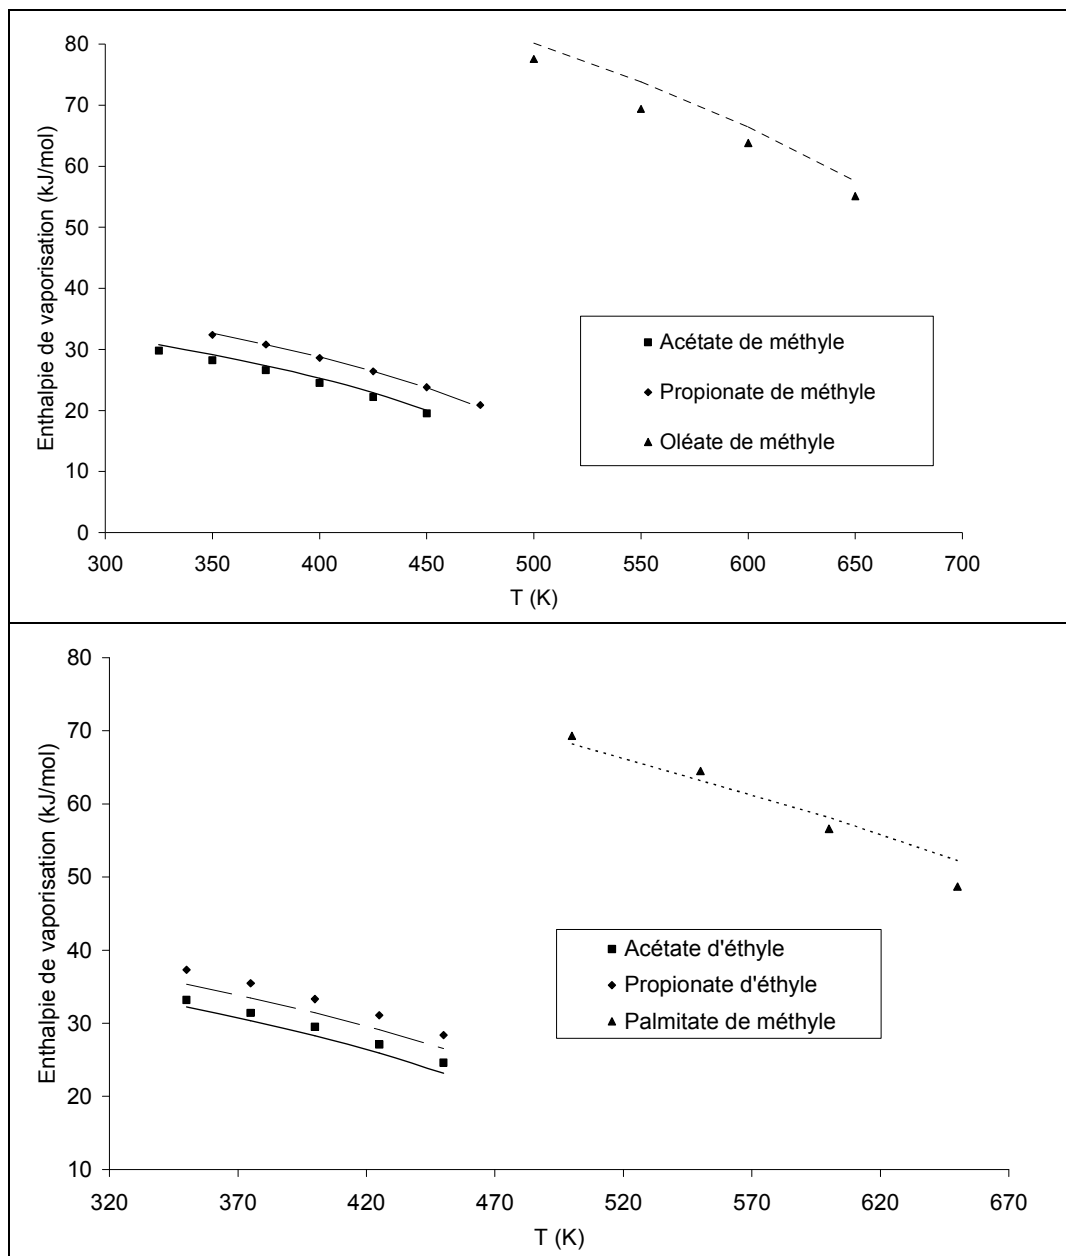 80
70
60
50
40
30
20
10
0
Enthalpie de vaporisation (kJ/mol)
Acétate de méthyle
Propionate de méthyle
Oléate de méthyle
300 350 400 450 500 550 600 650 700
T (K)
80
70
60
50
40
30
20
10
Enthalpie de vaporisation (kJ/mol)
Acétate d'éthyle
Propionate d'éthyle
Palmitate de méthyle
320 370 420 470 520 570 620 670
T (K)